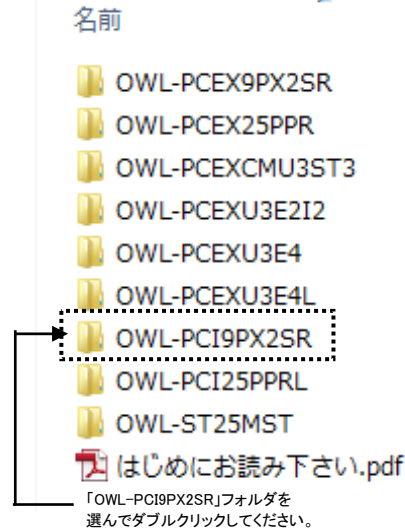 名前
OWL-PCEX9PX2SR
OWL-PCEX25PPR
OWL-PCEXCMU3ST3
OWL-PCEXU3E2I2
OWL-PCEXU3E4
OWL-PCEXU3E4L
OWL-PCI9PX2SR
OWL-PCI25PPRL
OWL-ST25MST
はじめにお読み下さい.pdf
「OWL-PCI9PX2SR」フォルダを
選んでダブルクリックしてください。